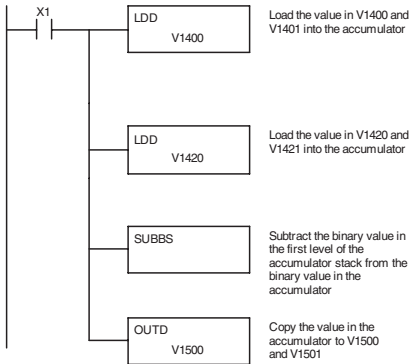 X1
LDD
V1400
Load the value in V1400 and
V1401 into the accumulator
LDD
V1420
Load the value in V1420 and
V1421 into the accumulator
SUBBS
Subtract the binary value in
the first level of the
accumulator stack from the
binary value in the
accumulator
OUTD
V1500
Copy the value in the
accumulator to V1500
and V1501